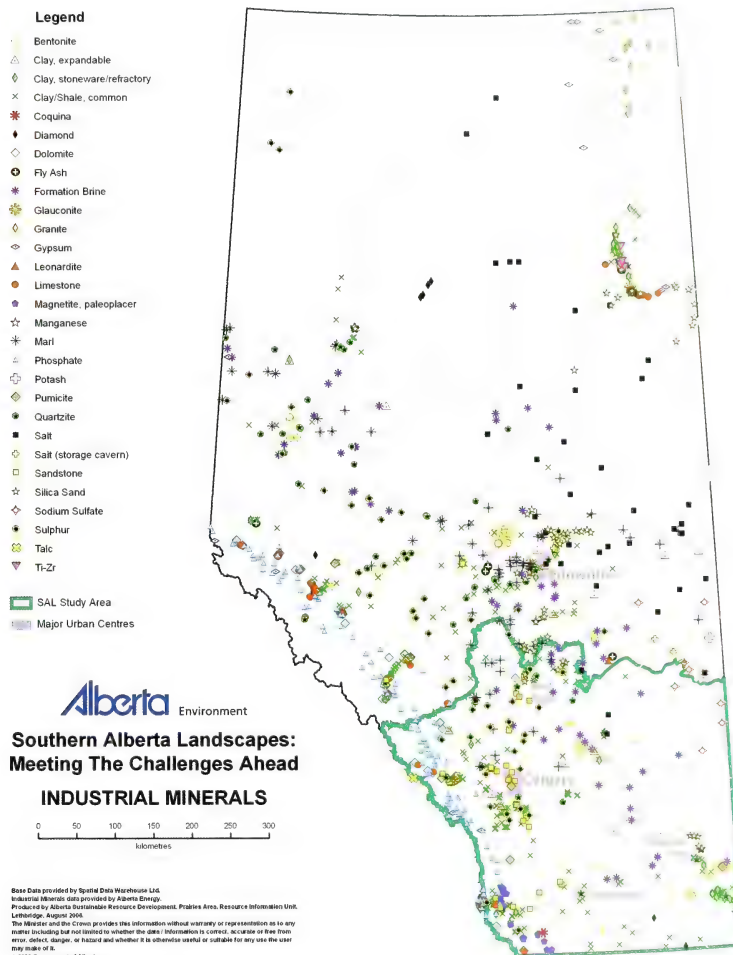 Legend
Bentonite
Clay, expandable
Clay, stoneware/refractory
Clay/Shale, common
Coquina
Diamond
Dolomite
Fly Ash
Formation Brine
Glauconite
Granite
Gypsum
Leonardite
Limestone
Magnetite, paleoplacer
Manganese
Marl
Phosphate
Potash
Pumicite
Quartzite
Salt
Salt (storage cavern)
Sandstone
Silica Sand
Sodium Sulfate
Sulphur
Talc
Ti-Zr
SAL Study Area
Major Urban Centres
Alberta Environment
Southern Alberta Landscapes:
Meeting The Challenges Ahead
INDUSTRIAL MINERALS
0 50 100 150 200 250 300
kilometres
Base Data provided by Spatial Data Warehouse Ltd.
Industrial Minerals data provided by Alberta Energy.
Produced by Alberta Sustainable Resource Development, Prairies Area, Resource Information Unit,
Lethbridge, August 2004.
The Minister and the Crown provides this information without warranty or representation as to any
matter including but not limited to whether the data / information is correct, accurate or free from
error, defect, danger, or hazard and whether it is otherwise useful or suitable for any use the user
may make of it.